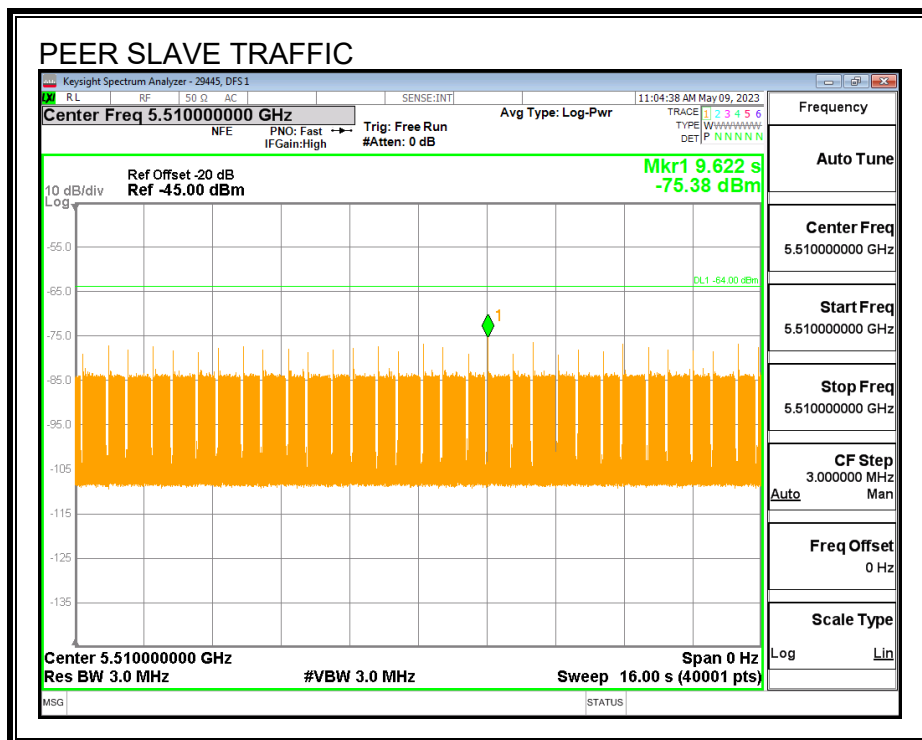 PEER SLAVE TRAFFIC
Keysight Spectrum Analyzer - 29445, DFS 1
LXI RL RF 50 Ω AC SENSE:INT 11:04:38 AM May 09, 2023
Center Freq 5.510000000 GHz Avg Type: Log-Pwr TRACE 1 2 3 4 5 6
NFE PNO: Fast Trig: Free Run TYPE WWWWWWW
IFGain:High #Atten: 0 dB DET P N N N N N
Mkr1 9.622 s
Ref Offset -20 dB
10 dB/div Ref -45.00 dBm -75.38 dBm
Log
-55.0
DL1 -64.00 dBm
-65.0
1
-75.0
-85.0
-95.0
-105
-115
-125
-135
Center 5.510000000 GHz Span 0 Hz
Res BW 3.0 MHz #VBW 3.0 MHz Sweep 16.00 s (40001 pts)
MSG STATUS
Frequency
Auto Tune
Center Freq
5.510000000 GHz
Start Freq
5.510000000 GHz
Stop Freq
5.510000000 GHz
CF Step
3.000000 MHz
Auto Man
Freq Offset
0 Hz
Scale Type
Log Lin